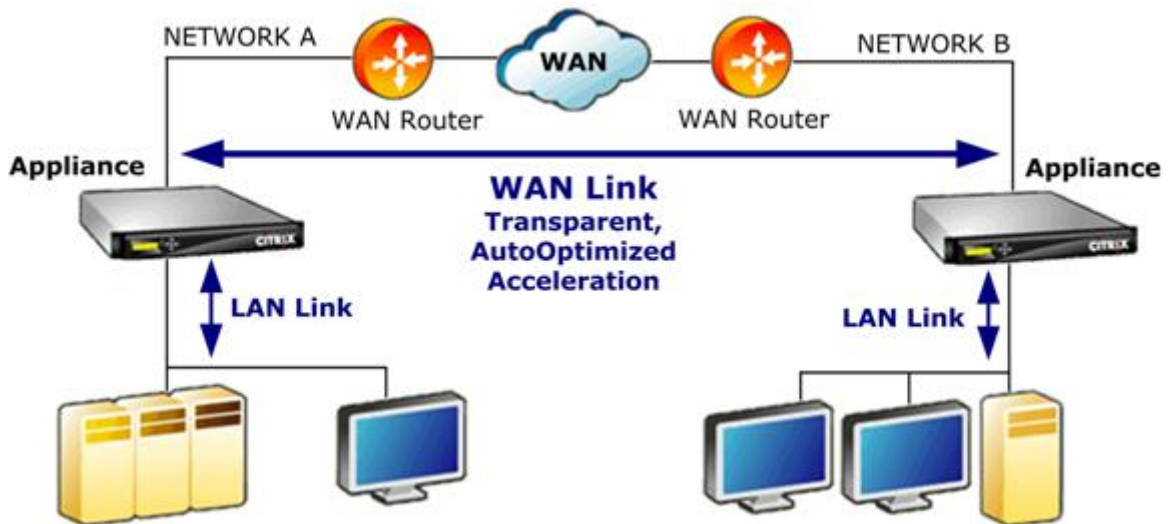 NETWORK A
WAN
NETWORK B
WAN Router
WAN Router
Appliance
Appliance
WAN Link
Transparent,
AutoOptimized
Acceleration
CITRIX
CITRIX
LAN Link
LAN Link